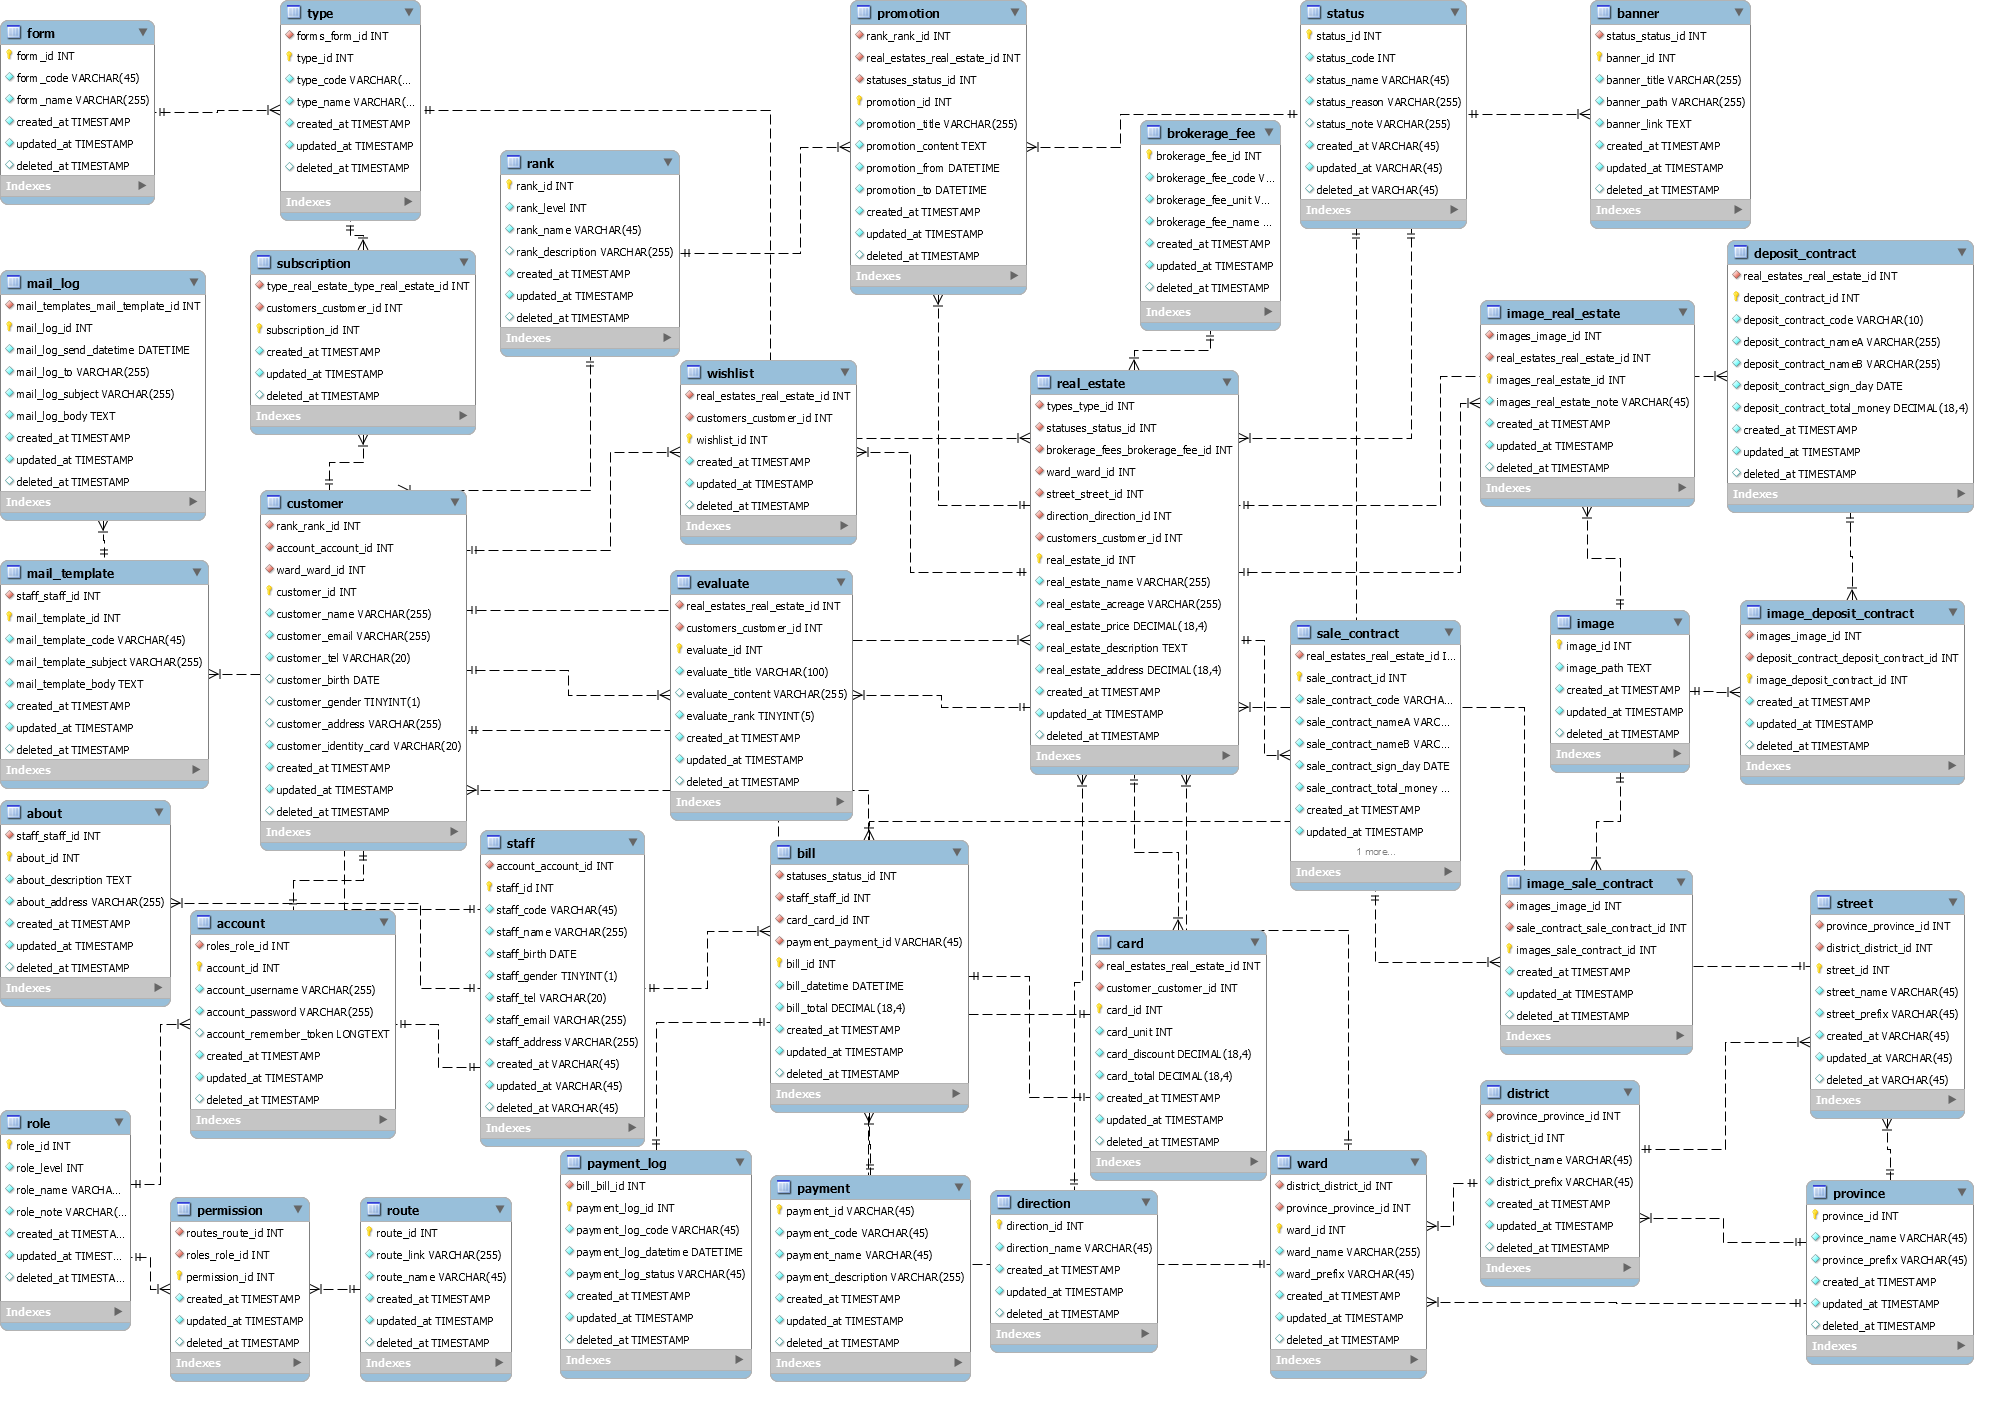 form
form_id INT
form_code VARCHAR(45)
form_name VARCHAR(255)
created_at TIMESTAMP
updated_at TIMESTAMP
deleted_at TIMESTAMP
Indexes
type
forms_form_id INT
type_id INT
type_code VARCHAR(...
type_name VARCHAR(...
created_at TIMESTAMP
updated_at TIMESTAMP
deleted_at TIMESTAMP
Indexes
rank
rank_id INT
rank_level INT
rank_name VARCHAR(45)
rank_description VARCHAR(255)
created_at TIMESTAMP
updated_at TIMESTAMP
deleted_at TIMESTAMP
Indexes
promotion
rank_rank_id INT
real_estates_real_estate_id INT
statuses_status_id INT
promotion_id INT
promotion_title VARCHAR(255)
promotion_content TEXT
promotion_from DATETIME
promotion_to DATETIME
created_at TIMESTAMP
updated_at TIMESTAMP
deleted_at TIMESTAMP
Indexes
brokerage_fee
brokerage_fee_id INT
brokerage_fee_code V...
brokerage_fee_unit V...
brokerage_fee_name ...
created_at TIMESTAMP
updated_at TIMESTAMP
deleted_at TIMESTAMP
Indexes
status
status_id INT
status_code INT
status_name VARCHAR(45)
status_reason VARCHAR(255)
status_note VARCHAR(255)
created_at VARCHAR(45)
updated_at VARCHAR(45)
deleted_at VARCHAR(45)
Indexes
banner
status_status_id INT
banner_id INT
banner_title VARCHAR(255)
banner_path VARCHAR(255)
banner_link TEXT
created_at TIMESTAMP
updated_at TIMESTAMP
deleted_at TIMESTAMP
Indexes
mail_log
mail_templates_mail_template_id INT
mail_log_id INT
mail_log_send_datetime DATETIME
mail_log_to VARCHAR(255)
mail_log_subject VARCHAR(255)
mail_log_body TEXT
created_at TIMESTAMP
updated_at TIMESTAMP
deleted_at TIMESTAMP
Indexes
subscription
type_real_estate_type_real_estate_id INT
customers_customer_id INT
subscription_id INT
created_at TIMESTAMP
updated_at TIMESTAMP
deleted_at TIMESTAMP
Indexes
wishlist
real_estates_real_estate_id INT
customers_customer_id INT
wishlist_id INT
created_at TIMESTAMP
updated_at TIMESTAMP
deleted_at TIMESTAMP
Indexes
real_estate
types_type_id INT
statuses_status_id INT
brokerage_fees_brokerage_fee_id INT
ward_ward_id INT
street_street_id INT
direction_direction_id INT
customers_customer_id INT
real_estate_id INT
real_estate_name VARCHAR(255)
real_estate_acreage VARCHAR(255)
real_estate_price DECIMAL(18,4)
real_estate_description TEXT
real_estate_address DECIMAL(18,4)
created_at TIMESTAMP
updated_at TIMESTAMP
deleted_at TIMESTAMP
Indexes
image_real_estate
images_image_id INT
real_estates_real_estate_id INT
images_real_estate_id INT
images_real_estate_note VARCHAR(45)
created_at TIMESTAMP
updated_at TIMESTAMP
deleted_at TIMESTAMP
Indexes
deposit_contract
real_estates_real_estate_id INT
deposit_contract_id INT
deposit_contract_code VARCHAR(10)
deposit_contract_nameA VARCHAR(255)
deposit_contract_nameB VARCHAR(255)
deposit_contract_sign_day DATE
deposit_contract_total_money DECIMAL(18,4)
created_at TIMESTAMP
updated_at TIMESTAMP
deleted_at TIMESTAMP
Indexes
mail_template
staff_staff_id INT
mail_template_id INT
mail_template_code VARCHAR(45)
mail_template_subject VARCHAR(255)
mail_template_body TEXT
created_at TIMESTAMP
updated_at TIMESTAMP
deleted_at TIMESTAMP
Indexes
customer
rank_rank_id INT
account_account_id INT
ward_ward_id INT
customer_id INT
customer_name VARCHAR(255)
customer_email VARCHAR(255)
customer_tel VARCHAR(20)
customer_birth DATE
customer_gender TINYINT(1)
customer_address VARCHAR(255)
customer_identity_card VARCHAR(20)
created_at TIMESTAMP
updated_at TIMESTAMP
deleted_at TIMESTAMP
Indexes
evaluate
real_estates_real_estate_id INT
customers_customer_id INT
evaluate_id INT
evaluate_title VARCHAR(100)
evaluate_content VARCHAR(255)
evaluate_rank TINYINT(5)
created_at TIMESTAMP
updated_at TIMESTAMP
deleted_at TIMESTAMP
Indexes
sale_contract
real_estates_real_estate_id I...
sale_contract_id INT
sale_contract_code VARCHA...
sale_contract_nameA VARC...
sale_contract_nameB VARC...
sale_contract_sign_day DATE
sale_contract_total_money ...
created_at TIMESTAMP
updated_at TIMESTAMP
1 more...
Indexes
image
image_id INT
image_path TEXT
created_at TIMESTAMP
updated_at TIMESTAMP
deleted_at TIMESTAMP
Indexes
image_deposit_contract
images_image_id INT
deposit_contract_deposit_contract_id INT
image_deposit_contract_id INT
created_at TIMESTAMP
updated_at TIMESTAMP
deleted_at TIMESTAMP
Indexes
about
staff_staff_id INT
about_id INT
about_description TEXT
about_address VARCHAR(255)
created_at TIMESTAMP
updated_at TIMESTAMP
deleted_at TIMESTAMP
Indexes
account
roles_role_id INT
account_id INT
account_username VARCHAR(255)
account_password VARCHAR(255)
account_remember_token LONGTEXT
created_at TIMESTAMP
updated_at TIMESTAMP
deleted_at TIMESTAMP
Indexes
staff
account_account_id INT
staff_id INT
staff_code VARCHAR(45)
staff_name VARCHAR(255)
staff_birth DATE
staff_gender TINYINT(1)
staff_tel VARCHAR(20)
staff_email VARCHAR(255)
staff_address VARCHAR(255)
created_at VARCHAR(45)
updated_at VARCHAR(45)
deleted_at VARCHAR(45)
Indexes
bill
statuses_status_id INT
staff_staff_id INT
card_card_id INT
payment_payment_id VARCHAR(45)
bill_id INT
bill_datetime DATETIME
bill_total DECIMAL(18,4)
created_at TIMESTAMP
updated_at TIMESTAMP
deleted_at TIMESTAMP
Indexes
card
real_estates_real_estate_id INT
customer_customer_id INT
card_id INT
card_unit INT
card_discount DECIMAL(18,4)
card_total DECIMAL(18,4)
created_at TIMESTAMP
updated_at TIMESTAMP
deleted_at TIMESTAMP
Indexes
image_sale_contract
images_image_id INT
sale_contract_sale_contract_id INT
images_sale_contract_id INT
created_at TIMESTAMP
updated_at TIMESTAMP
deleted_at TIMESTAMP
Indexes
street
province_province_id INT
district_district_id INT
street_id INT
street_name VARCHAR(45)
street_prefix VARCHAR(45)
created_at VARCHAR(45)
updated_at VARCHAR(45)
deleted_at VARCHAR(45)
Indexes
role
role_id INT
role_level INT
role_name VARCHA...
role_note VARCHAR(...
created_at TIMESTA...
updated_at TIMEST...
deleted_at TIMESTA...
Indexes
permission
routes_route_id INT
roles_role_id INT
permission_id INT
created_at TIMESTAMP
updated_at TIMESTAMP
deleted_at TIMESTAMP
Indexes
route
route_id INT
route_link VARCHAR(255)
route_name VARCHAR(45)
created_at TIMESTAMP
updated_at TIMESTAMP
deleted_at TIMESTAMP
Indexes
payment_log
bill_bill_id INT
payment_log_id INT
payment_log_code VARCHAR(45)
payment_log_datetime DATETIME
payment_log_status VARCHAR(45)
created_at TIMESTAMP
updated_at TIMESTAMP
deleted_at TIMESTAMP
Indexes
payment
payment_id VARCHAR(45)
payment_code VARCHAR(45)
payment_name VARCHAR(45)
payment_description VARCHAR(255)
created_at TIMESTAMP
updated_at TIMESTAMP
deleted_at TIMESTAMP
Indexes
direction
direction_id INT
direction_name VARCHAR(45)
created_at TIMESTAMP
updated_at TIMESTAMP
deleted_at TIMESTAMP
Indexes
ward
district_district_id INT
province_province_id INT
ward_id INT
ward_name VARCHAR(255)
ward_prefix VARCHAR(45)
created_at TIMESTAMP
updated_at TIMESTAMP
deleted_at TIMESTAMP
Indexes
district
province_province_id INT
district_id INT
district_name VARCHAR(45)
district_prefix VARCHAR(45)
created_at TIMESTAMP
updated_at TIMESTAMP
deleted_at TIMESTAMP
Indexes
province
province_id INT
province_name VARCHAR(45)
province_prefix VARCHAR(45)
created_at TIMESTAMP
updated_at TIMESTAMP
deleted_at TIMESTAMP
Indexes